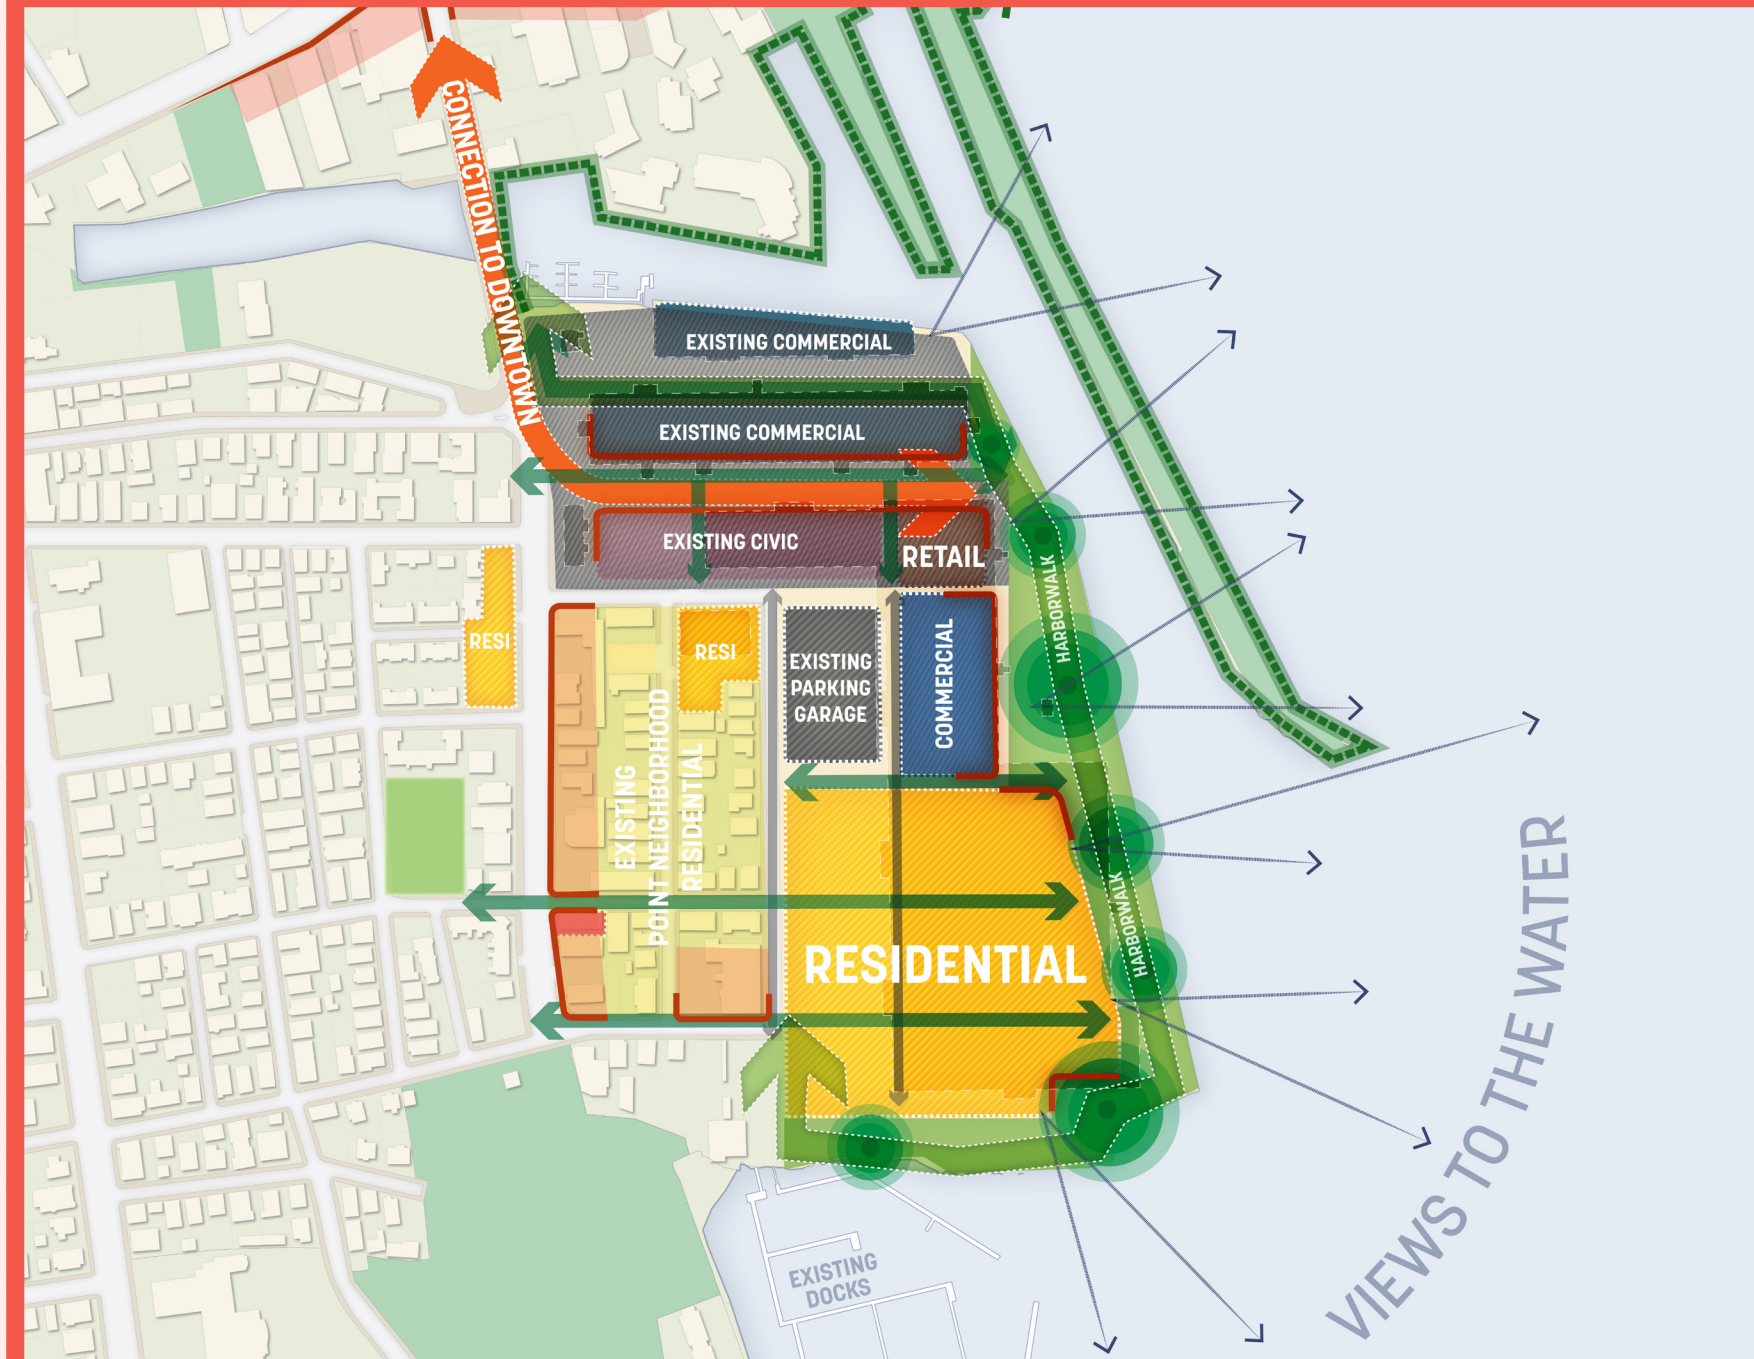 CONNECTION TO DOWNTOWN
EXISTING COMMERCIAL
EXISTING COMMERCIAL
EXISTING CIVIC
RETAIL
HARBORWALK
RESI
RESI
EXISTING
PARKING
GARAGE
COMMERCIAL
EXISTING
POINT NEIGHBORHOOD
RESIDENTIAL
HARBORWALK
RESIDENTIAL
VIEWS TO THE WATER
EXISTING
DOCKS